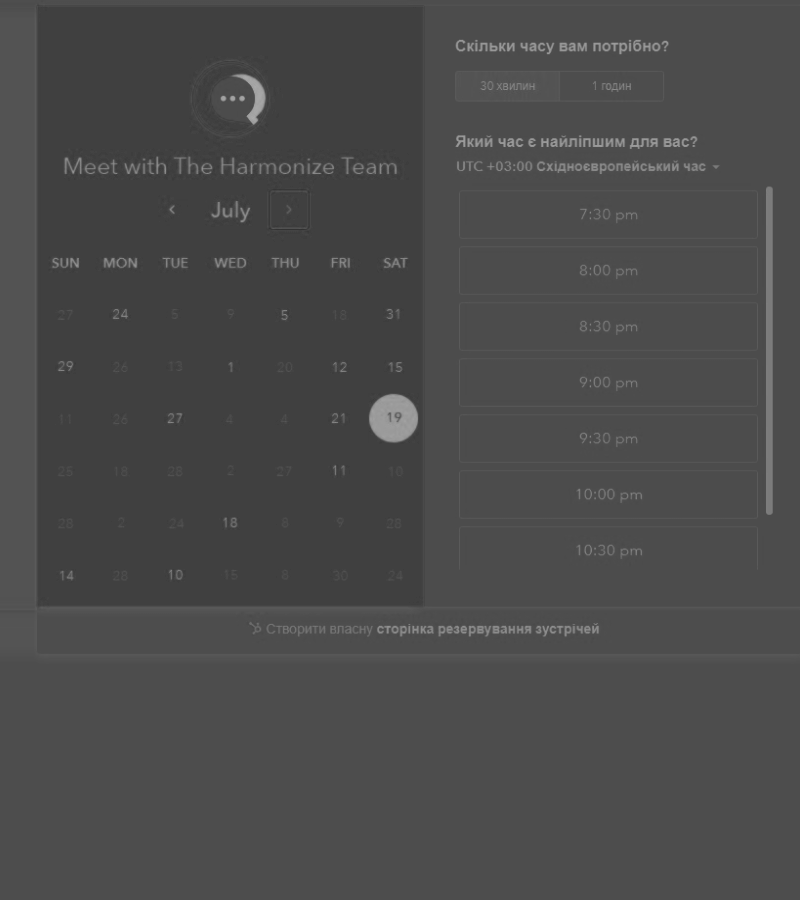 Meet with The Harmonize Team
July
SUN MON TUE WED THU FRI SAT
27 24 5 9 5 18 31
29 26 13 1 20 12 15
11 26 27 4 4 21 19
25 18 25 2 27 11 10
28 2 24 18 8 9 28
14 28 10 15 8 30 24
Скільки часу вам потрібно?
30 хвилин 1 годин
Який час є найліпшим для вас?
UTC +03:00 Східноєвропейський час
7:30 pm
8:00 pm
8:30 pm
9:00 pm
9:30 pm
10:00 pm
10:30 pm
Створити власну сторінка резервування зустрічей